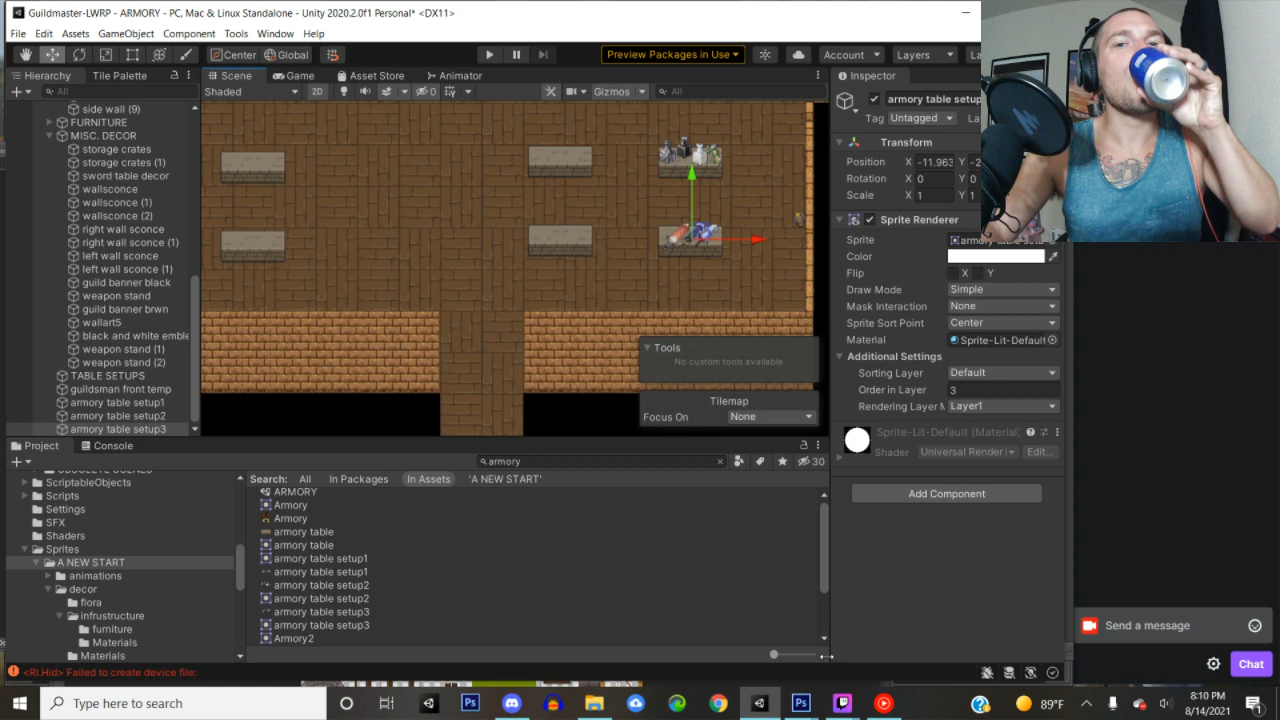 Guildmaster-LWRP - ARMORY - PC, Mac & Linux Standalone - Unity 2020.2.0f1 Personal* <DX11>
File Edit Assets GameObject Component Tools Window Help
Center Global Preview Packages in Use Account Layers La
Hierarchy Tile Palette Scene Game Asset Store Animator Inspector
All Shaded 2D 0 Gizmos All
side wall (9)
FURNITURE
MISC. DECOR
storage crates
storage crates (1)
sword table decor
wallsconce
wallsconce (1)
wallsconce (2)
right wall sconce
right wall sconce (1)
left wall sconce
left wall sconce (1)
guild banner black
weapon stand
guild banner brwn
wallart5
black and white emble
weapon stand (1)
weapon stand (2)
TABLE SETUPS
guildsman front temp
armory table setup1
armory table setup2
armory table setup3
Tools
No custom tools available
Tilemap
Focus On None
armory table setup
Tag Untagged La
Transform
Position X -11.963 Y -2
Rotation X 0 Y 0
Scale X 1 Y 1
Sprite Renderer
Sprite
Color
Flip X Y
Draw Mode Simple
Mask Interaction None
Sprite Sort Point Center
Material Sprite-Lit-Default
Additional Settings
Sorting Layer Default
Order in Layer 3
Rendering Layer M Layer1
Sprite-Lit-Default (Material)
Shader Universal Render Edit...
Add Component
Project Console
armory 30
Search: All In Packages In Assets 'A NEW START'
ScriptableObjects
Scripts
Settings
SFX
Shaders
Sprites
A NEW START
animations
decor
flora
infrustructure
furniture
Materials
Materials
ARMORY
Armory
Armory
armory table
armory table
armory table setup1
armory table setup1
armory table setup2
armory table setup2
armory table setup3
armory table setup3
Armory2
<RI.Hid> Failed to create device file:
Send a message
Chat
Type here to search
89°F
8:10 PM
8/14/2021